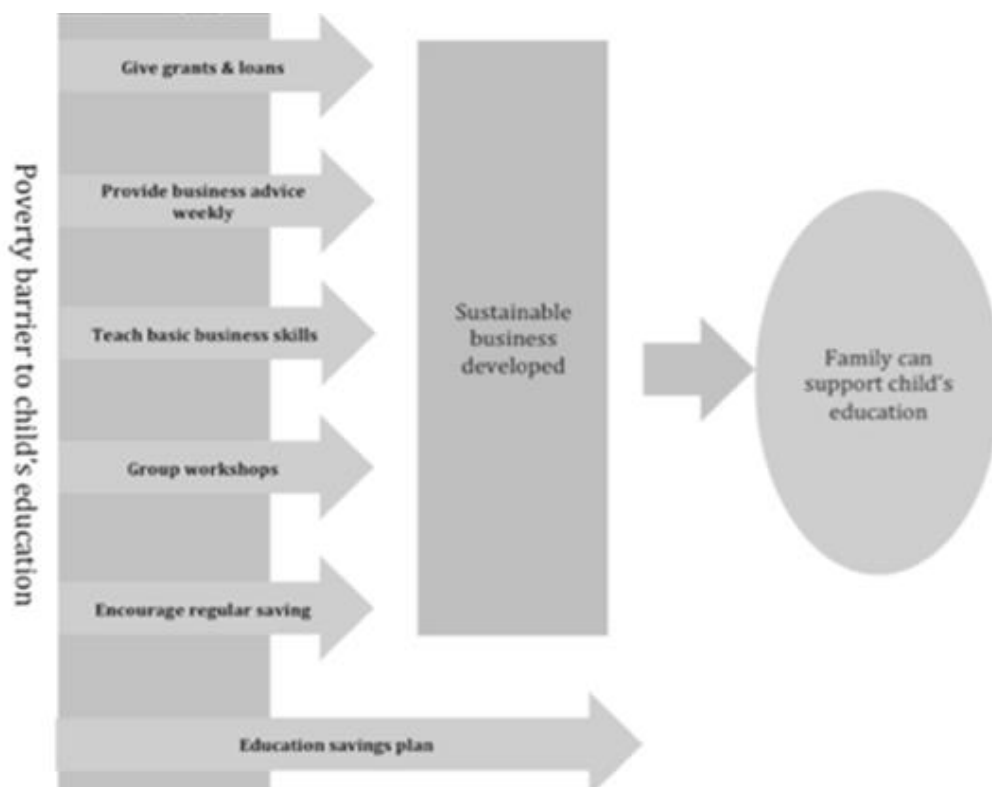 Poverty barrier to child's education
Give grants & loans
Provide business advice
weekly
Teach basic business skills
Group workshops
Encourage regular saving
Education savings plan
Sustainable
business
developed
Family can
support child's
education